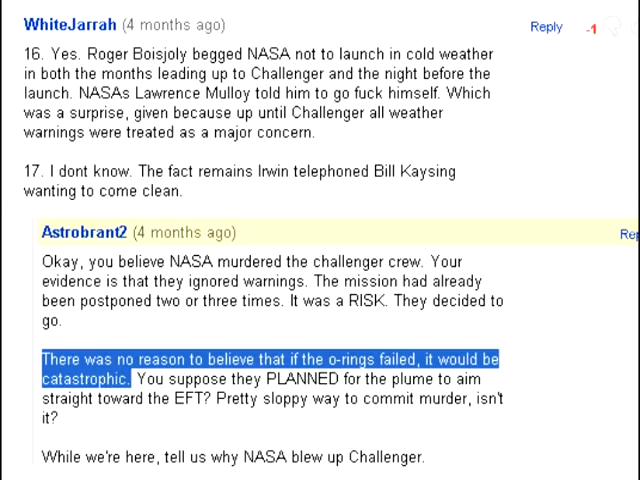 WhiteJarrah (4 months ago)
Reply -1
16. Yes. Roger Boisjoly begged NASA not to launch in cold weather
in both the months leading up to Challenger and the night before the
launch. NASAs Lawrence Mulloy told him to go fuck himself. Which
was a surprise, given because up until Challenger all weather
warnings were treated as a major concern.
17. I dont know. The fact remains Irwin telephoned Bill Kaysing
wanting to come clean.
Astrobrant2 (4 months ago)
Rep
Okay, you believe NASA murdered the challenger crew. Your
evidence is that they ignored warnings. The mission had already
been postponed two or three times. It was a RISK. They decided to
go.
There was no reason to believe that if the o-rings failed, it would be
catastrophic. You suppose they PLANNED for the plume to aim
straight toward the EFT? Pretty sloppy way to commit murder, isn't
it?
While we're here, tell us why NASA blew up Challenger.